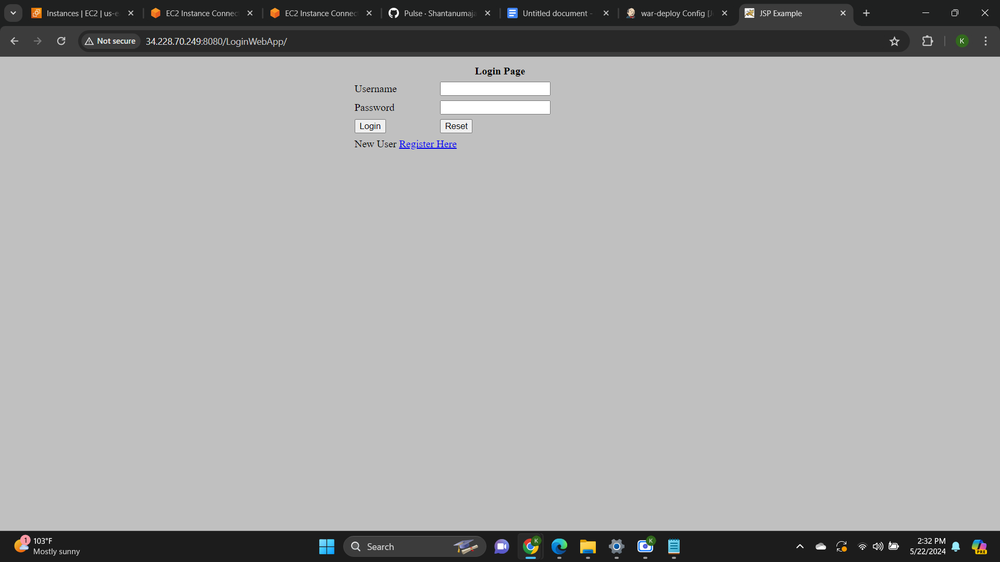 Instances | EC2 | us-e
EC2 Instance Connec
EC2 Instance Connec
Pulse · Shantanumaja
Untitled document -
war-deploy Config [J
JSP Example
Not secure
34.228.70.249:8080/LoginWebApp/
K
Login Page
Username
Password
Login
Reset
New User Register Here
1
103°F
Mostly sunny
Search
K
K
2:32 PM
5/22/2024
PRE